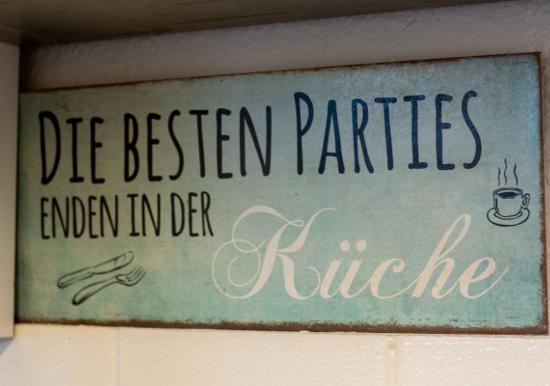 DIE BESTEN PARTIES
ENDEN IN DER
Küche